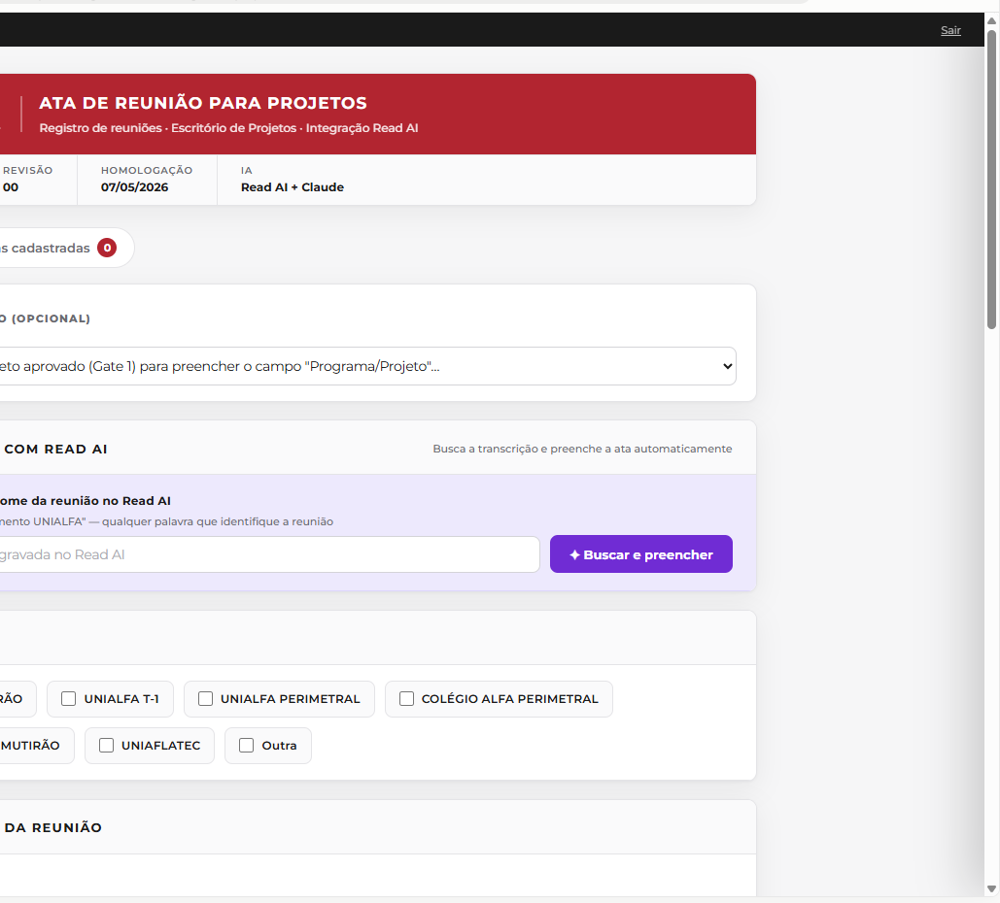 Sair
ATA DE REUNIÃO PARA PROJETOS
Registro de reuniões · Escritório de Projetos · Integração Read AI
REVISÃO
00
HOMOLOGAÇÃO
07/05/2026
IA
Read AI + Claude
s cadastradas 0
O (OPCIONAL)
eto aprovado (Gate 1) para preencher o campo "Programa/Projeto"...
COM READ AI
Busca a transcrição e preenche a ata automaticamente
ome da reunião no Read AI
mento UNIALFA" — qualquer palavra que identifique a reunião
gravada no Read AI
✦ Buscar e preencher
RÃO
UNIALFA T-1
UNIALFA PERIMETRAL
COLÉGIO ALFA PERIMETRAL
MUTIRÃO
UNIAFLATEC
Outra
DA REUNIÃO